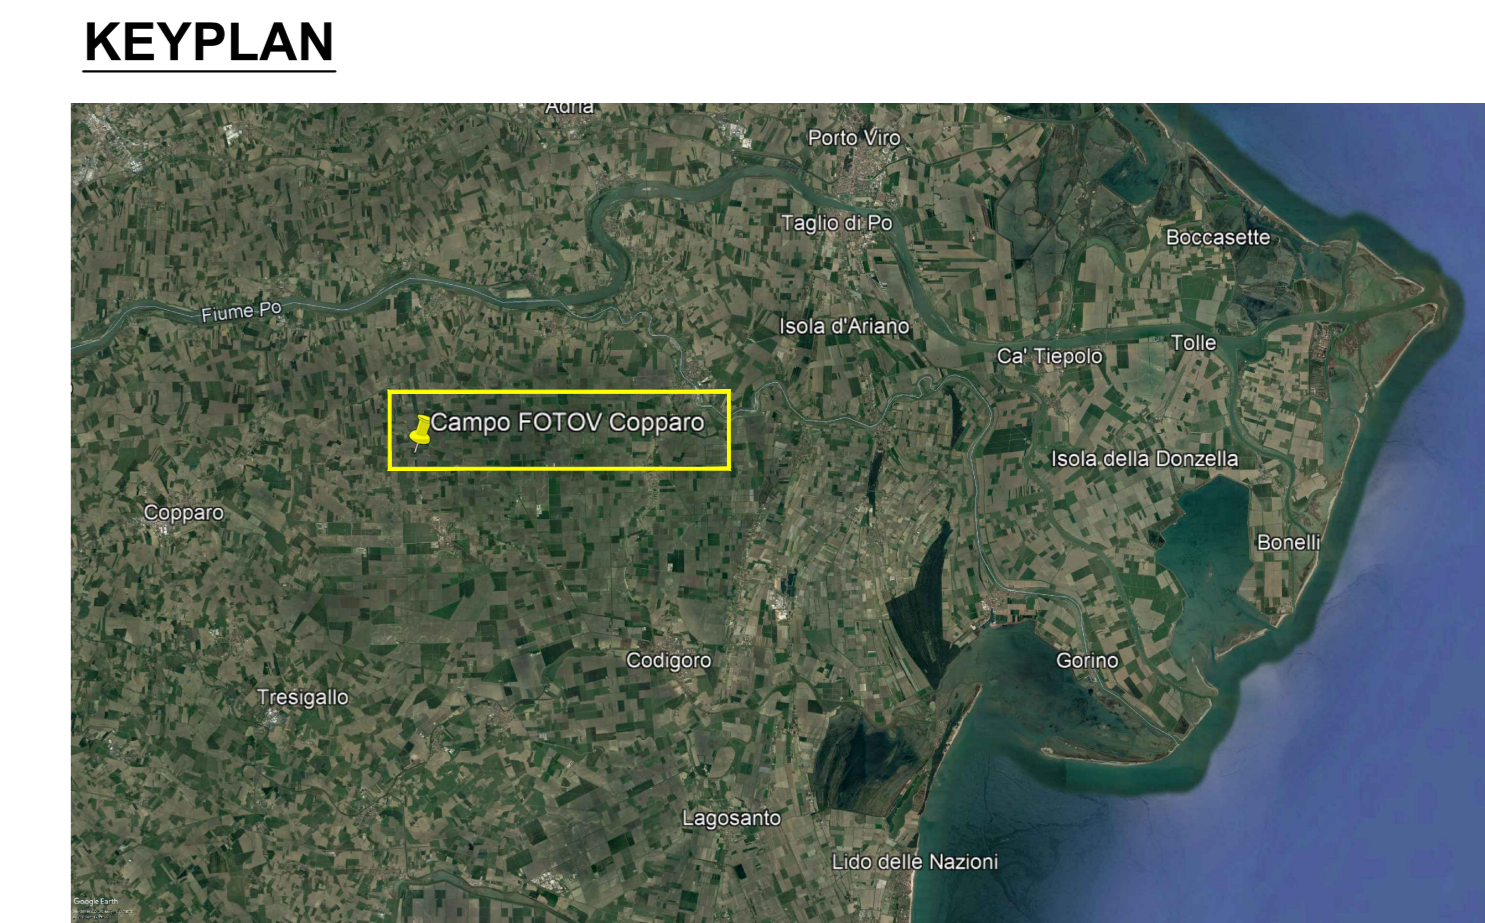 KEYPLAN
Adria
Porto Viro
Taglio di Po
Boccasette
Fiume Po
Isola d'Ariano
Tolle
Ca' Tiepolo
Campo FOTOV Copparo
Isola della Donzella
Copparo
Bonelli
Codigoro
Gorino
Tresigallo
Lagosanto
Lido delle Nazioni
Google Earth